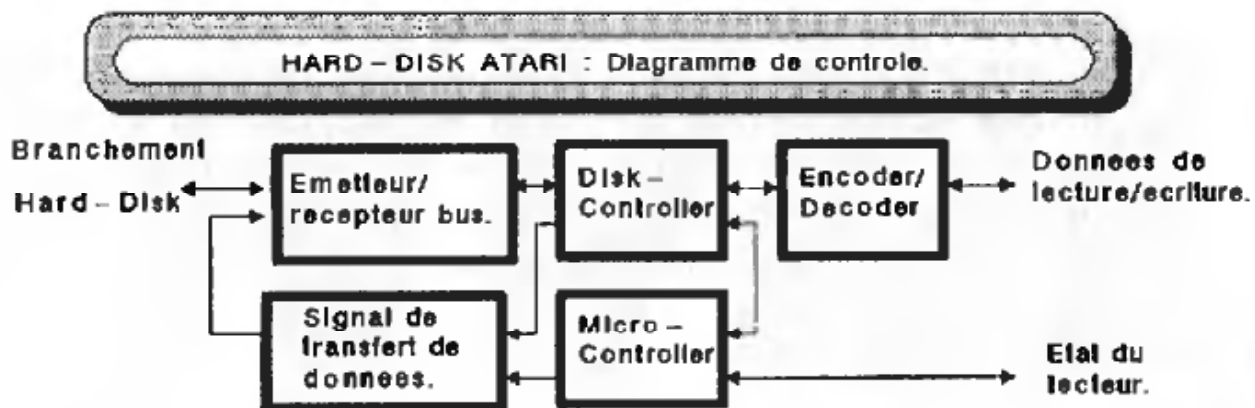 HARD-DISK ATARI : Diagramme de controle.
Branchement
Hard-Disk
Emetteur/
recepteur bus.
Disk-
Controller
Encoder/
Decoder
Donnees de
lecture/ecriture.
Signal de
transfert de
donnees.
Micro-
Controller
Etat du
lecteur.